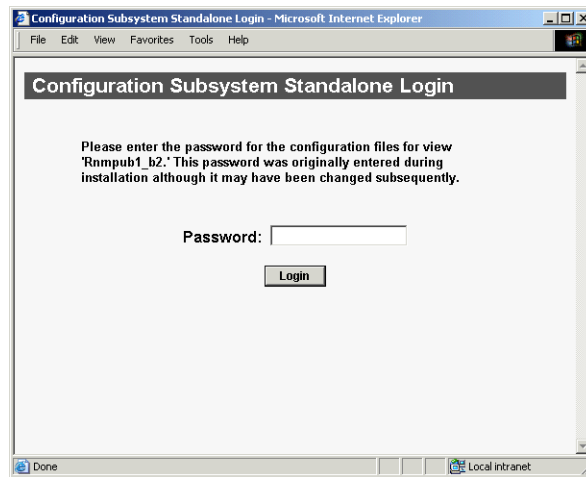 Configuration Subsystem Standalone Login - Microsoft Internet Explorer
File Edit View Favorites Tools Help
Configuration Subsystem Standalone Login
Please enter the password for the configuration files for view
'Rnmpub1_b2.' This password was originally entered during
installation although it may have been changed subsequently.
Password:
Login
Done
Local intranet